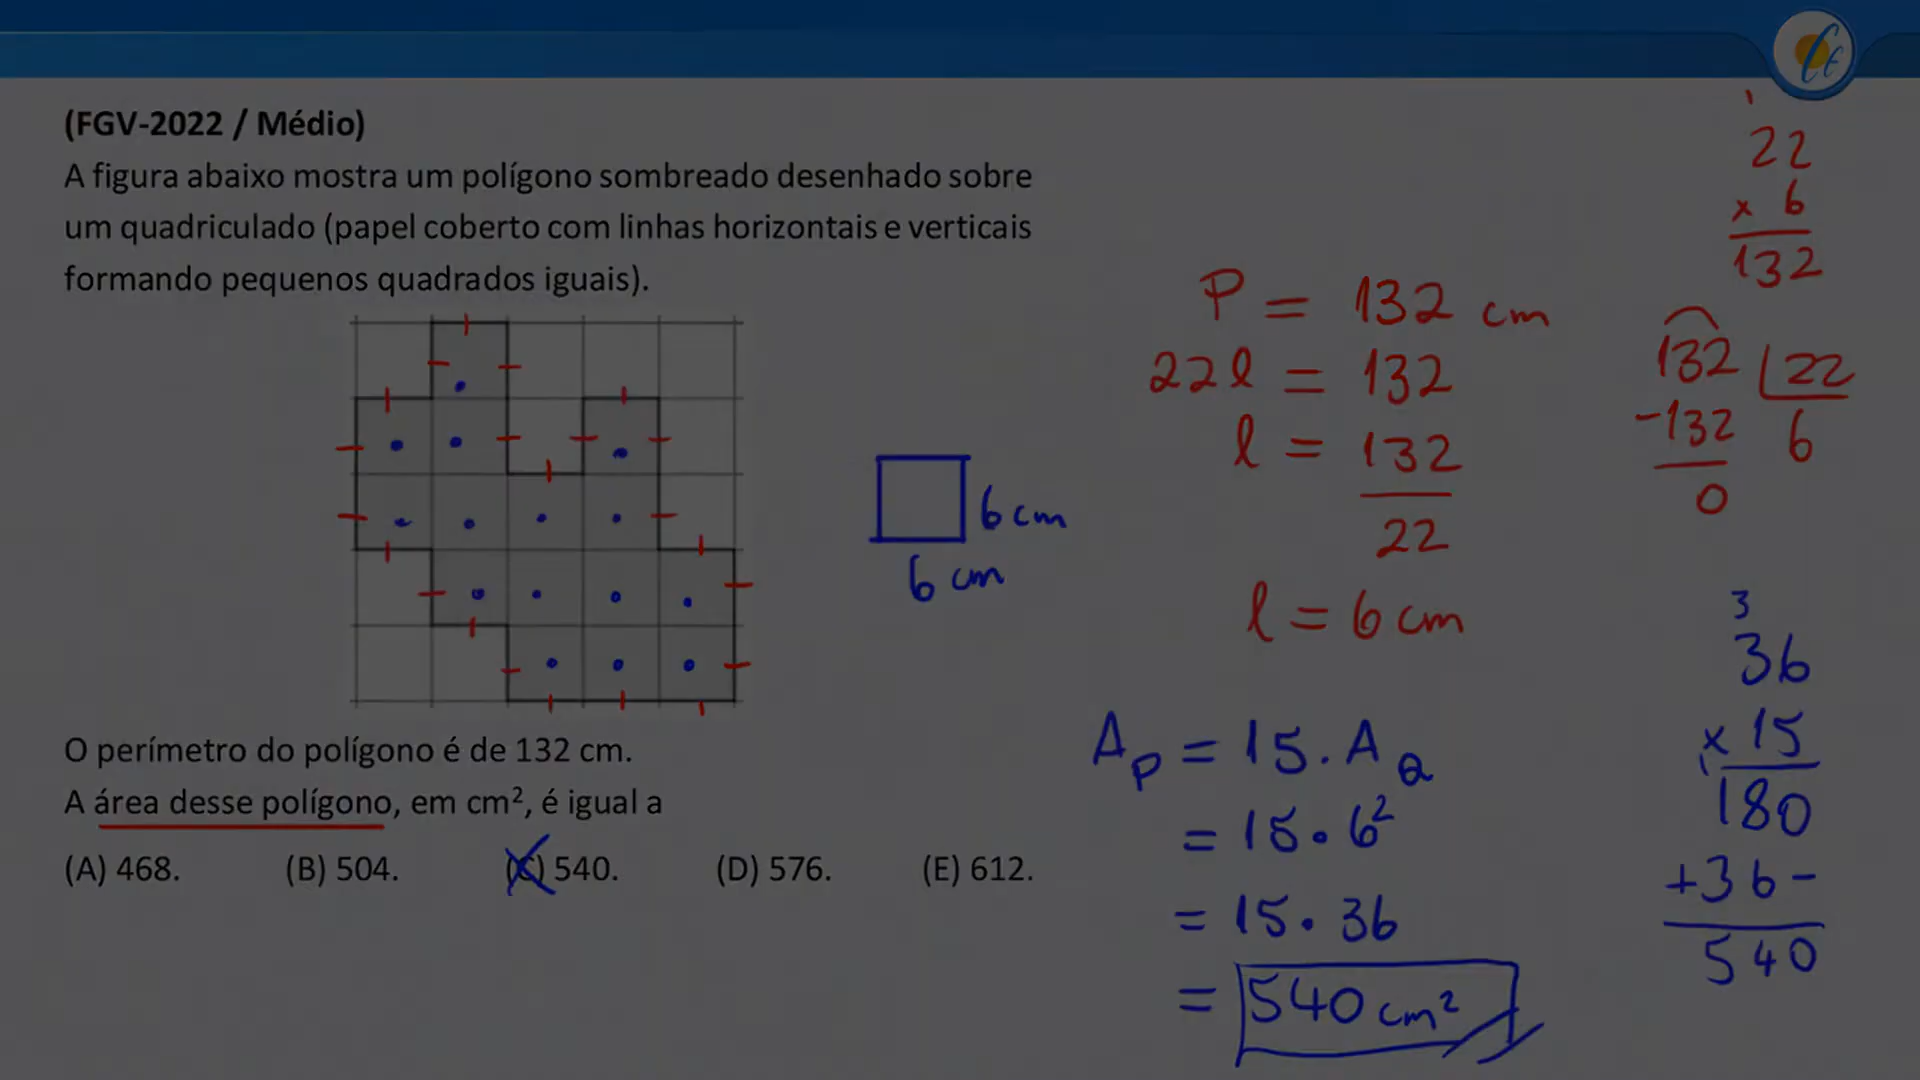 (FGV-2022 / Médio)
A figura abaixo mostra um polígono sombreado desenhado sobre
um quadriculado (papel coberto com linhas horizontais e verticais
formando pequenos quadrados iguais).
6 cm
6 cm
O perímetro do polígono é de 132 cm.
A área desse polígono, em cm², é igual a
(A) 468. (B) 504. (C) 540. (D) 576. (E) 612.
P = 132 cm
22l = 132
l = 132
22
l = 6 cm
A_P = 15 . A_Q
= 15 . 6²
= 15 . 36
= 540 cm²
1
22
x 6
132
132 22
-132 6
0
3
36
x 15
1
180
+36-
540
CE